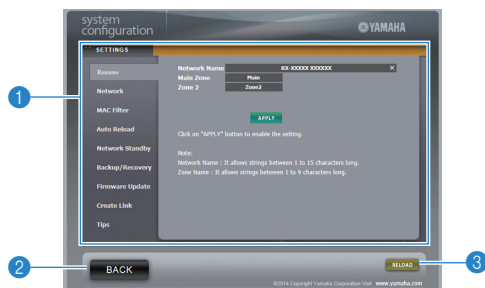 system
configuration
YAMAHA
SETTINGS
Rename
Network Name RX-XXXXX XXXXXX ×
Main Zone Main
Zone 2 Zone2
Network
MAC Filter
APPLY
Auto Reload
Click on "APPLY" button to enable the setting.
Network Standby
Note:
Network Name : It allows strings between 1 to 15 characters long.
Backup/Recovery
Zone Name : It allows strings between 1 to 9 characters long.
Firmware Update
Create Link
Tips
1
2
3
BACK
RELOAD
©2014 Copyright Yamaha Corporation Visit www.yamaha.com